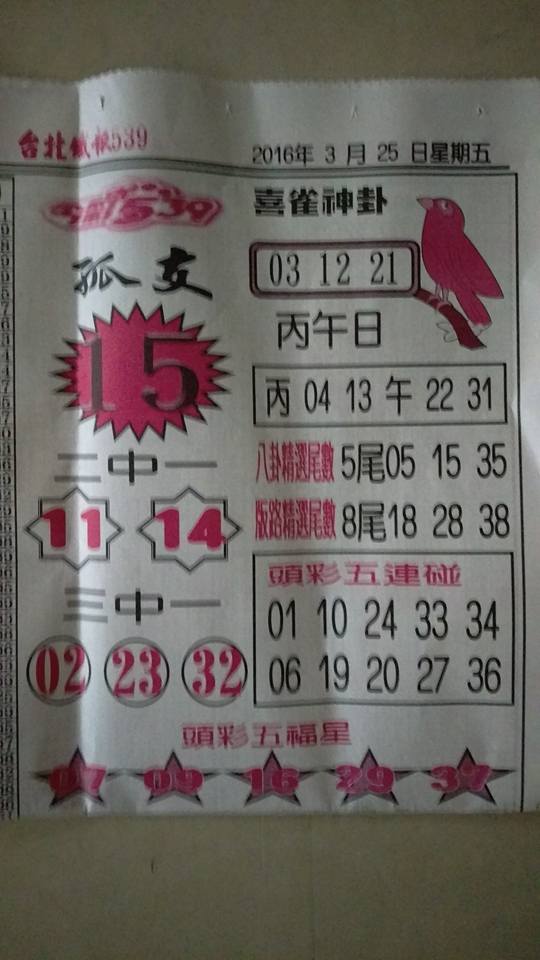 台北鐵報539
2016年 3 月 25 日星期五
今彩539
孤支
15
二中一
11 14
三中一
02 23 32
喜雀神卦
03 12 21
丙午日
丙 04 13 午 22 31
八卦精選尾數 5尾05 15 35
版路精選尾數 8尾18 28 38
頭彩五連碰
01 10 24 33 34
06 19 20 27 36
頭彩五福星
07 09 16 29 37